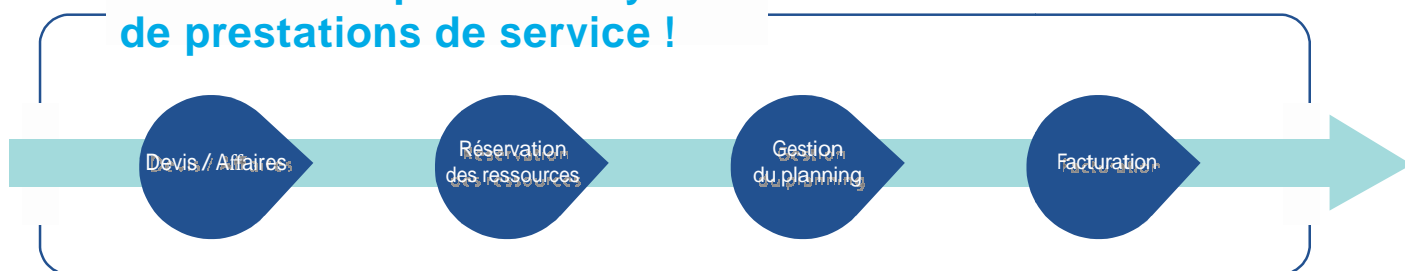 de prestations de service !
Devis / Affaires
Réservation
des ressources
Gestion
du planning
Facturation